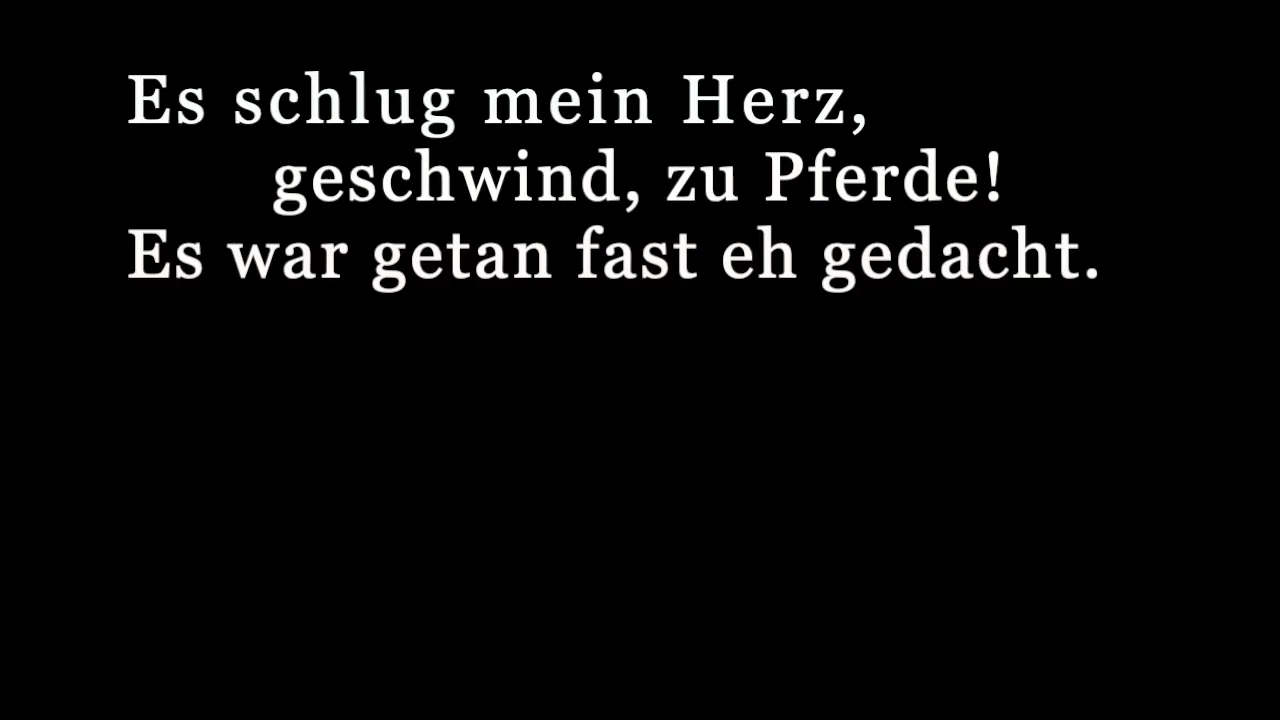 Es schlug mein Herz,
geschwind, zu Pferde!
Es war getan fast eh gedacht.